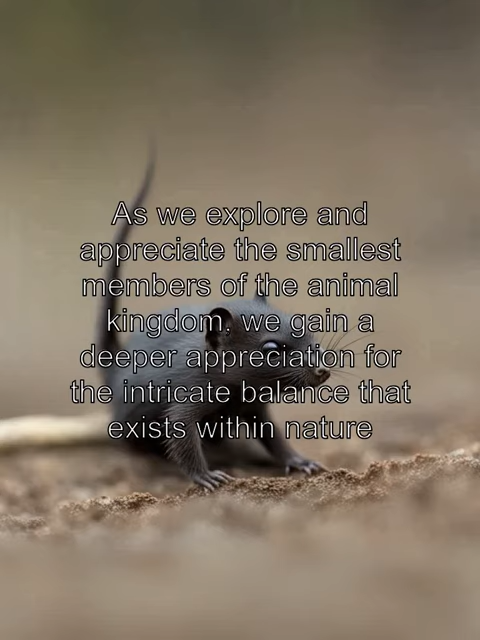 As we explore and
appreciate the smallest
members of the animal
kingdom, we gain a
deeper appreciation for
the intricate balance that
exists within nature